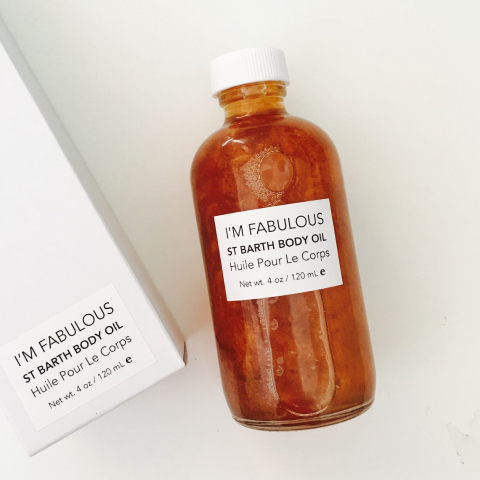 I'M FABULOUS
ST BARTH BODY OIL
Huile Pour Le Corps
Net wt. 4 oz / 120 mL e
I'M FABULOUS
ST BARTH BODY OIL
Huile Pour Le Corps
Net wt. 4 oz / 120 mL e